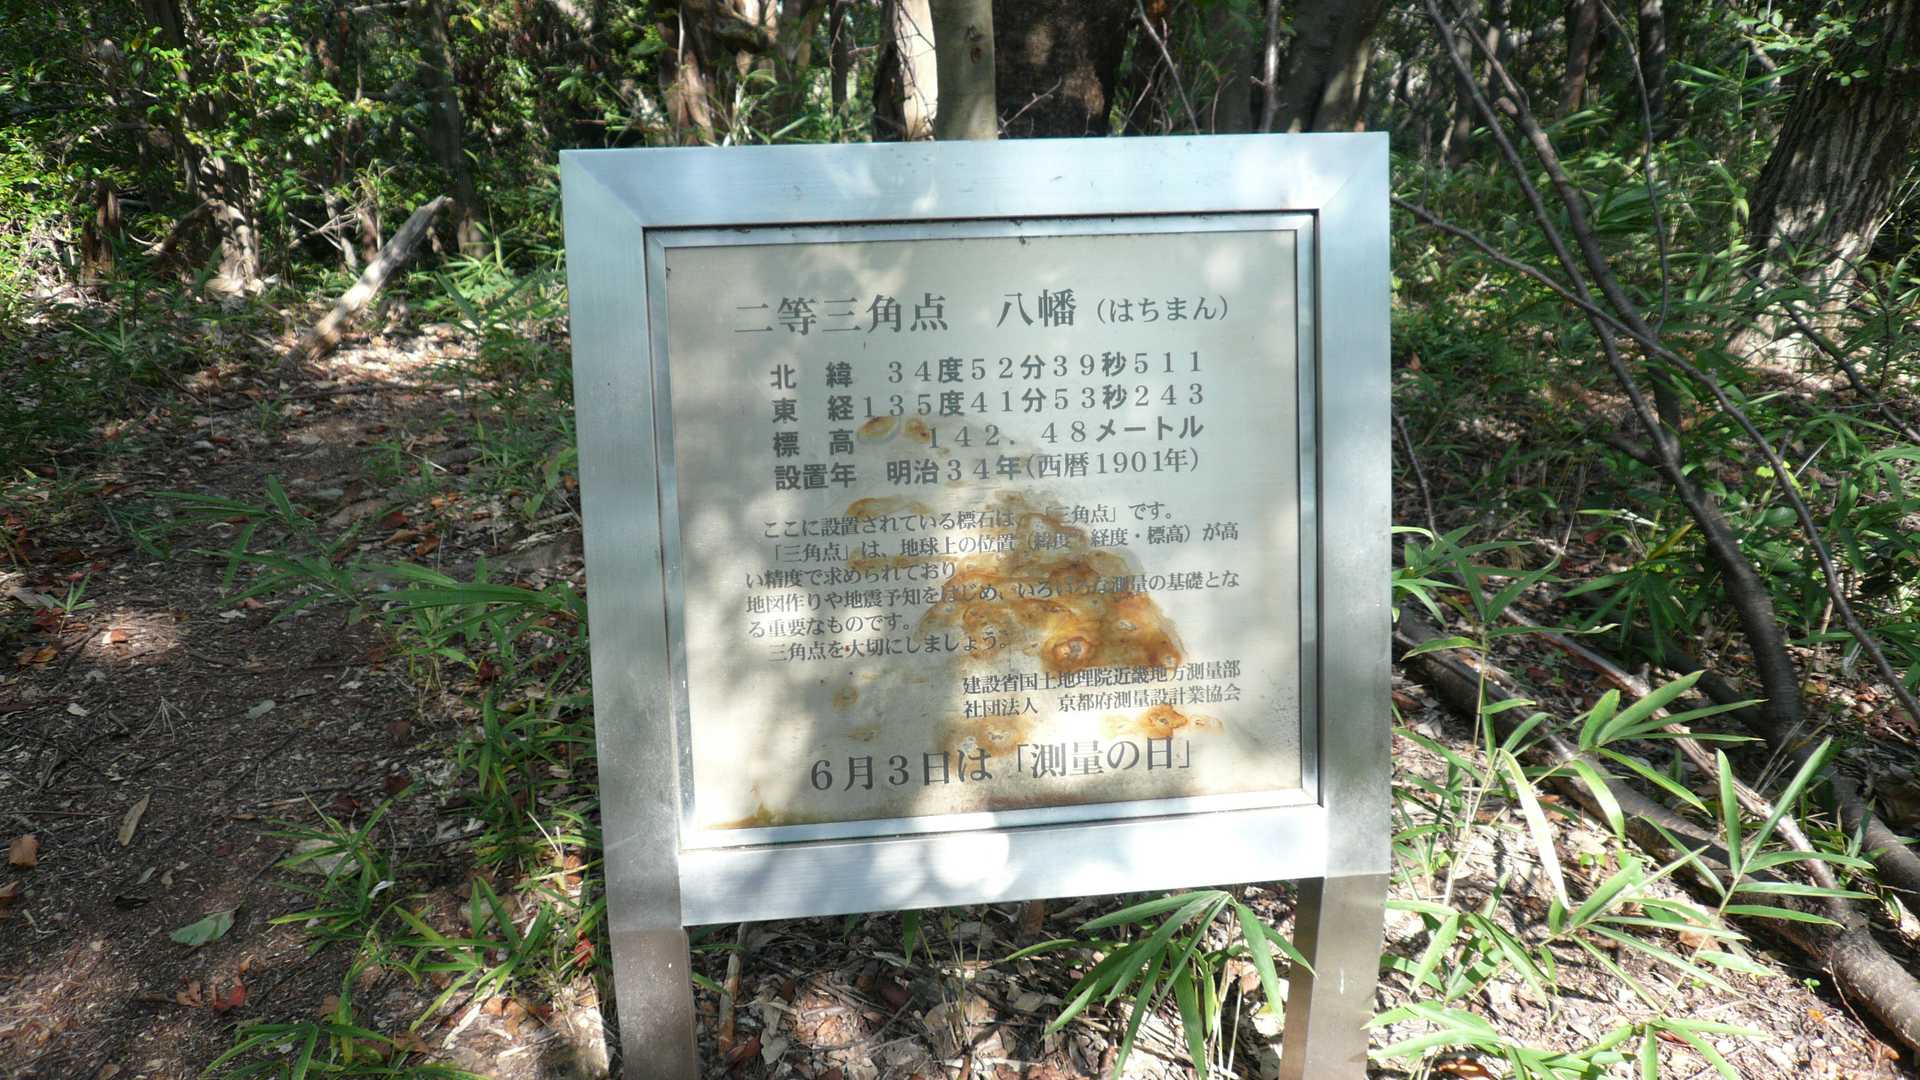 二等三角点　八幡（はちまん）
北　緯　３４度５２分３９秒５１１
東　経１３５度４１分５３秒２４３
標　高　　１４２．４８メートル
設置年　明治３４年（西暦１９０１年）
ここに設置されている標石は、「三角点」です。
「三角点」は、地球上の位置（緯度・経度・標高）が高
い精度で求められており
地図作りや地震予知をはじめ、いろいろな測量の基礎とな
る重要なものです。
三角点を大切にしましょう。
建設省国土地理院近畿地方測量部
社団法人　京都府測量設計業協会
６月３日は「測量の日」